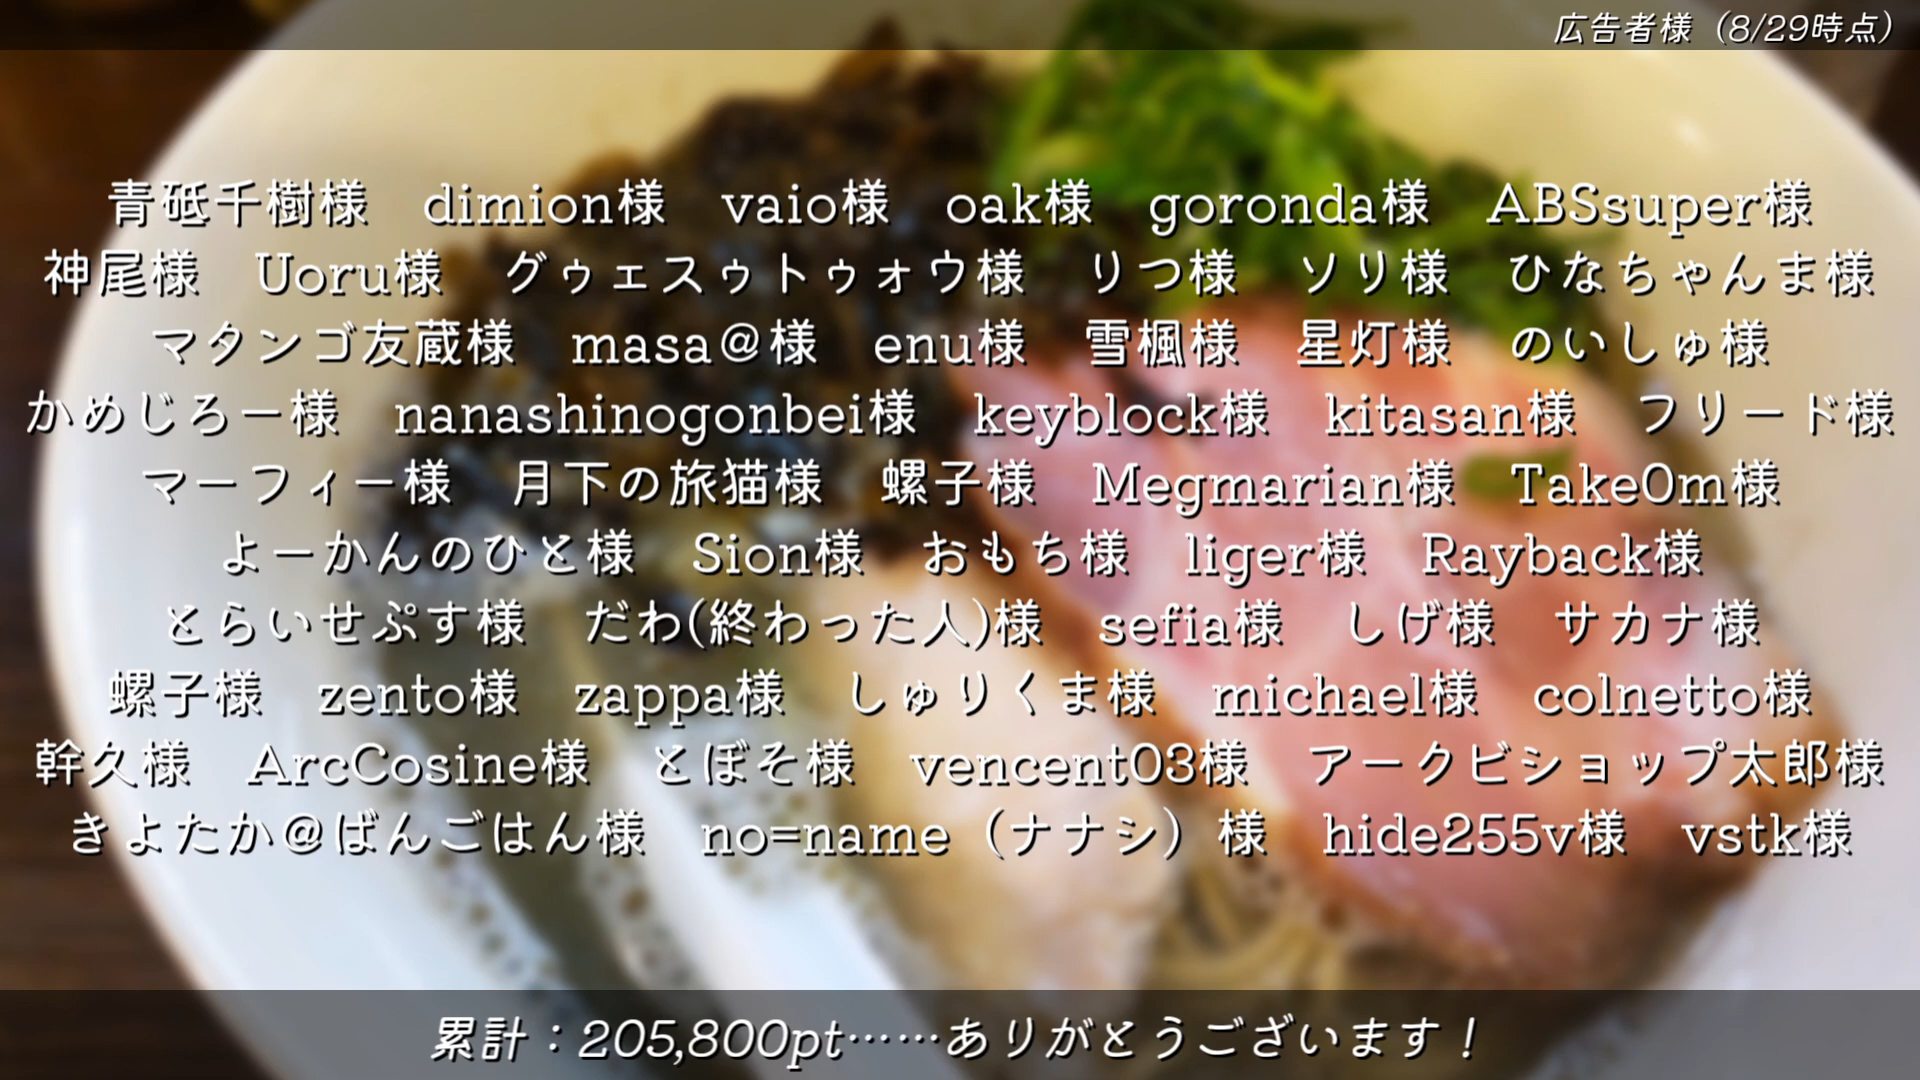 広告者様（8/29時点）
青砥千樹様　dimion様　vaio様　oak様　goronda様　ABSsuper様
神尾様　Uoru様　グゥェスゥトゥォウ様　りつ様　ソリ様　ひなちゃんま様
マタンゴ友蔵様　masa＠様　enu様　雪楓様　星灯様　のいしゅ様
かめじろー様　nanashinogonbei様　keyblock様　kitasan様　フリード様
マーフィー様　月下の旅猫様　螺子様　Megmarian様　Take0m様
よーかんのひと様　Sion様　おもち様　liger様　Rayback様
とらいせぷす様　だわ(終わった人)様　sefia様　しげ様　サカナ様
螺子様　zento様　zappa様　しゅりくま様　michael様　colnetto様
幹久様　ArcCosine様　とぼそ様　vencent03様　アークビショップ太郎様
きよたか＠ばんごはん様　no=name（ナナシ）様　hide255v様　vstk様
累計：205,800pt……ありがとうございます！